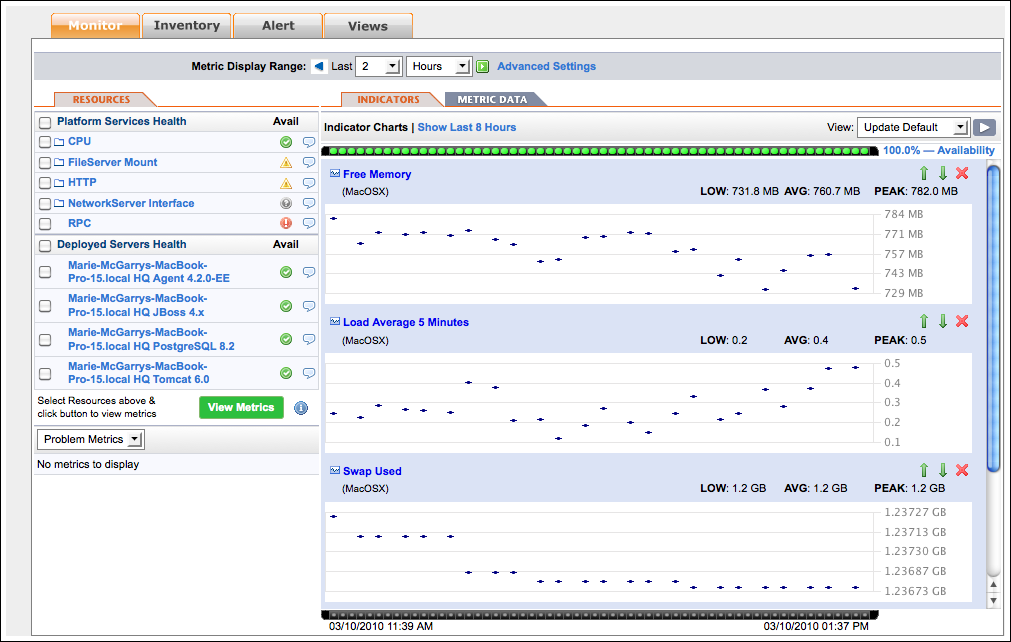 Monitor Inventory Alert Views
Metric Display Range: Last 2 Hours Advanced Settings
RESOURCES
Platform Services Health Avail
CPU
FileServer Mount
HTTP
NetworkServer Interface
RPC
Deployed Servers Health Avail
Marie-McGarrys-MacBook-
Pro-15.local HQ Agent 4.2.0-EE
Marie-McGarrys-MacBook-
Pro-15.local HQ JBoss 4.x
Marie-McGarrys-MacBook-
Pro-15.local HQ PostgreSQL 8.2
Marie-McGarrys-MacBook-
Pro-15.local HQ Tomcat 6.0
Select Resources above &
click button to view metrics
View Metrics
Problem Metrics
No metrics to display
INDICATORS METRIC DATA
Indicator Charts | Show Last 8 Hours View: Update Default
100.0% — Availability
Free Memory
(MacOSX) LOW: 731.8 MB AVG: 760.7 MB PEAK: 782.0 MB
784 MB
771 MB
757 MB
743 MB
729 MB
Load Average 5 Minutes
(MacOSX) LOW: 0.2 AVG: 0.4 PEAK: 0.5
0.5
0.4
0.3
0.2
0.1
Swap Used
(MacOSX) LOW: 1.2 GB AVG: 1.2 GB PEAK: 1.2 GB
1.23727 GB
1.23713 GB
1.23730 GB
1.23687 GB
1.23673 GB
03/10/2010 11:39 AM 03/10/2010 01:37 PM